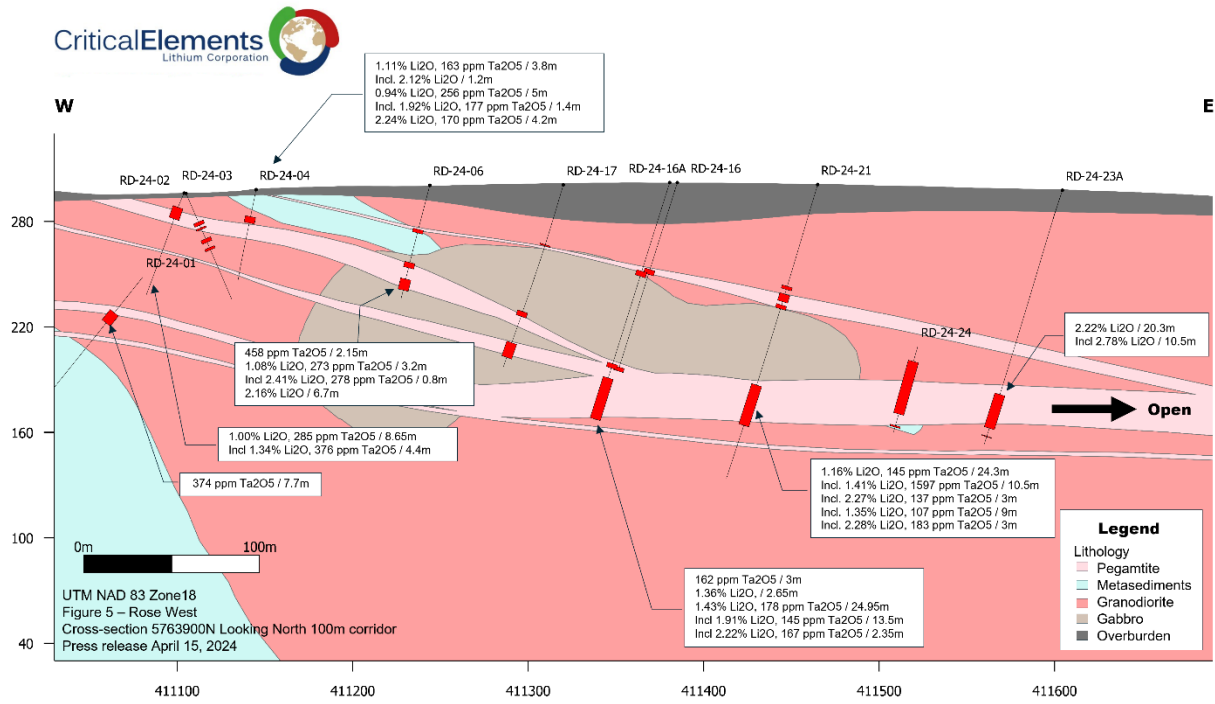 CriticalElements
Lithium Corporation
1.11% Li2O, 163 ppm Ta2O5 / 3.8m
Incl. 2.12% Li2O / 1.2m
0.94% Li2O, 256 ppm Ta2O5 / 5m
Incl. 1.92% Li2O, 177 ppm Ta2O5 / 1.4m
2.24% Li2O, 170 ppm Ta2O5 / 4.2m
W
E
RD-24-02
RD-24-03
RD-24-04
RD-24-06
RD-24-17
RD-24-16A
RD-24-16
RD-24-21
RD-24-23A
280
RD-24-01
220
RD-24-24
2.22% Li2O / 20.3m
Incl 2.78% Li2O / 10.5m
458 ppm Ta2O5 / 2.15m
1.08% Li2O, 273 ppm Ta2O5 / 3.2m
Incl 2.41% Li2O, 278 ppm Ta2O5 / 0.8m
2.16% Li2O / 6.7m
Open
160
1.00% Li2O, 285 ppm Ta2O5 / 8.65m
Incl 1.34% Li2O, 376 ppm Ta2O5 / 4.4m
374 ppm Ta2O5 / 7.7m
1.16% Li2O, 145 ppm Ta2O5 / 24.3m
Incl. 1.41% Li2O, 1597 ppm Ta2O5 / 10.5m
Incl. 2.27% Li2O, 137 ppm Ta2O5 / 3m
Incl. 1.35% Li2O, 107 ppm Ta2O5 / 9m
Incl. 2.28% Li2O, 183 ppm Ta2O5 / 3m
100
0m
100m
162 ppm Ta2O5 / 3m
1.36% Li2O, / 2.65m
1.43% Li2O, 178 ppm Ta2O5 / 24.95m
Incl 1.91% Li2O, 145 ppm Ta2O5 / 13.5m
Incl 2.22% Li2O, 167 ppm Ta2O5 / 2.35m
Legend
Lithology
Pegamtite
Metasediments
Granodiorite
Gabbro
Overburden
UTM NAD 83 Zone18
Figure 5 – Rose West
Cross-section 5763900N Looking North 100m corridor
Press release April 15, 2024
40
411100
411200
411300
411400
411500
411600